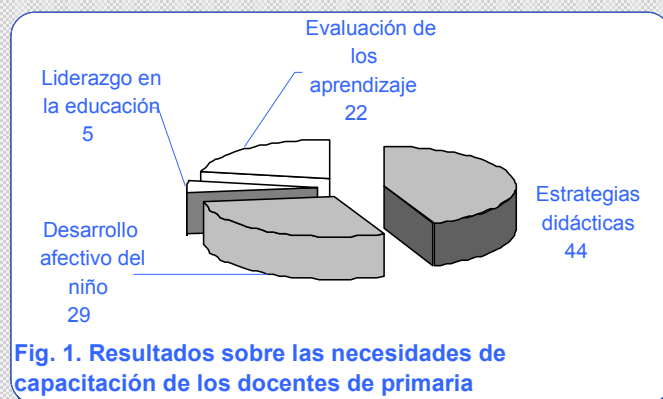 Evaluación de
los
aprendizaje
22
Liderazgo en
la educación
5
Estrategias
didácticas
44
Desarrollo
afectivo del
niño
29
Fig. 1. Resultados sobre las necesidades de
capacitación de los docentes de primaria